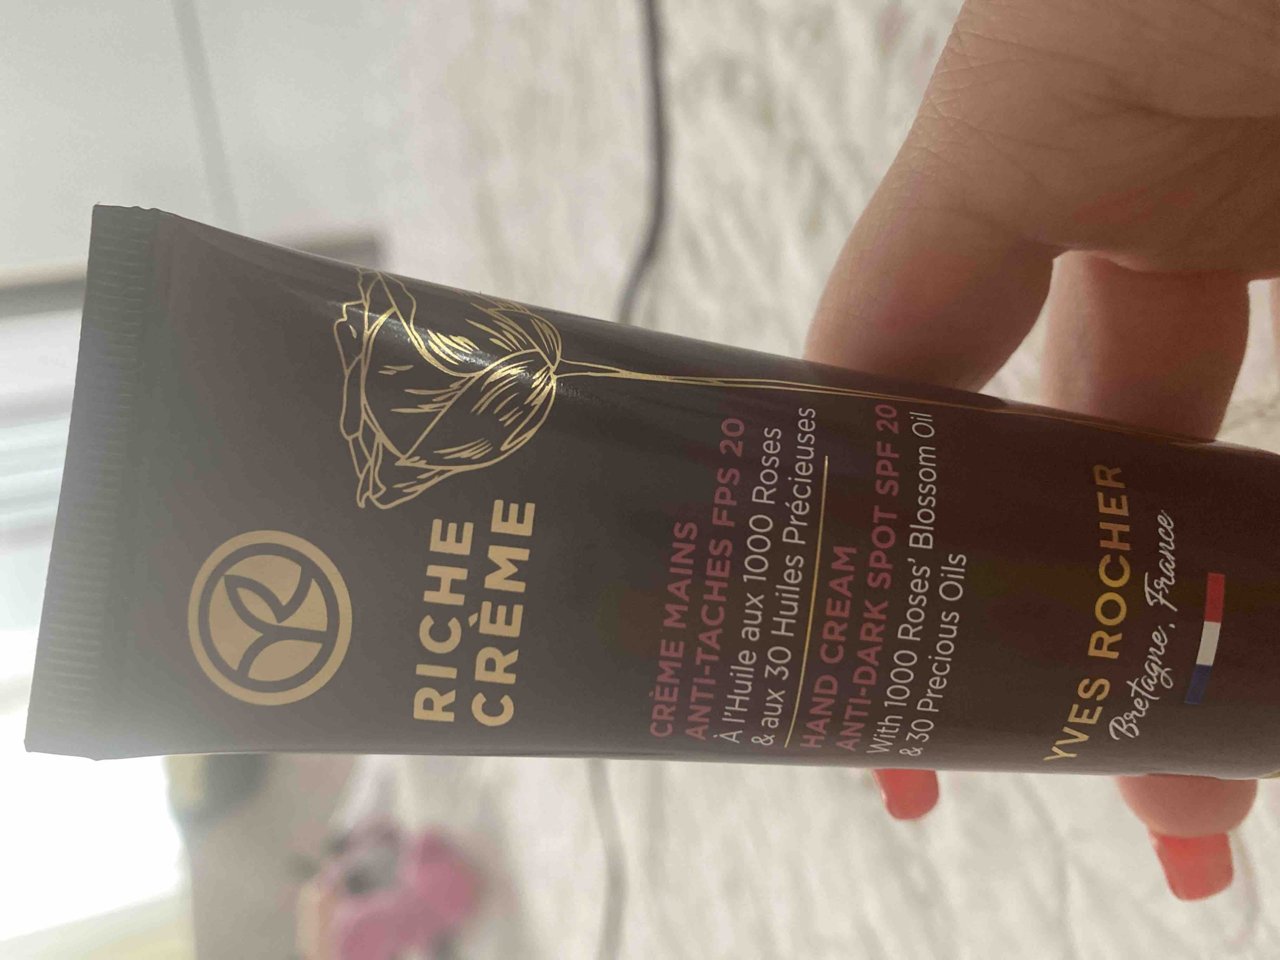 RICHE
CRÈME
CRÈME MAINS
ANTI-TACHES FPS 20
À l'Huile aux 1000 Roses
& aux 30 Huiles Précieuses
HAND CREAM
ANTI-DARK SPOT SPF 20
With 1000 Roses' Blossom Oil
& 30 Precious Oils
YVES ROCHER
Bretagne, France